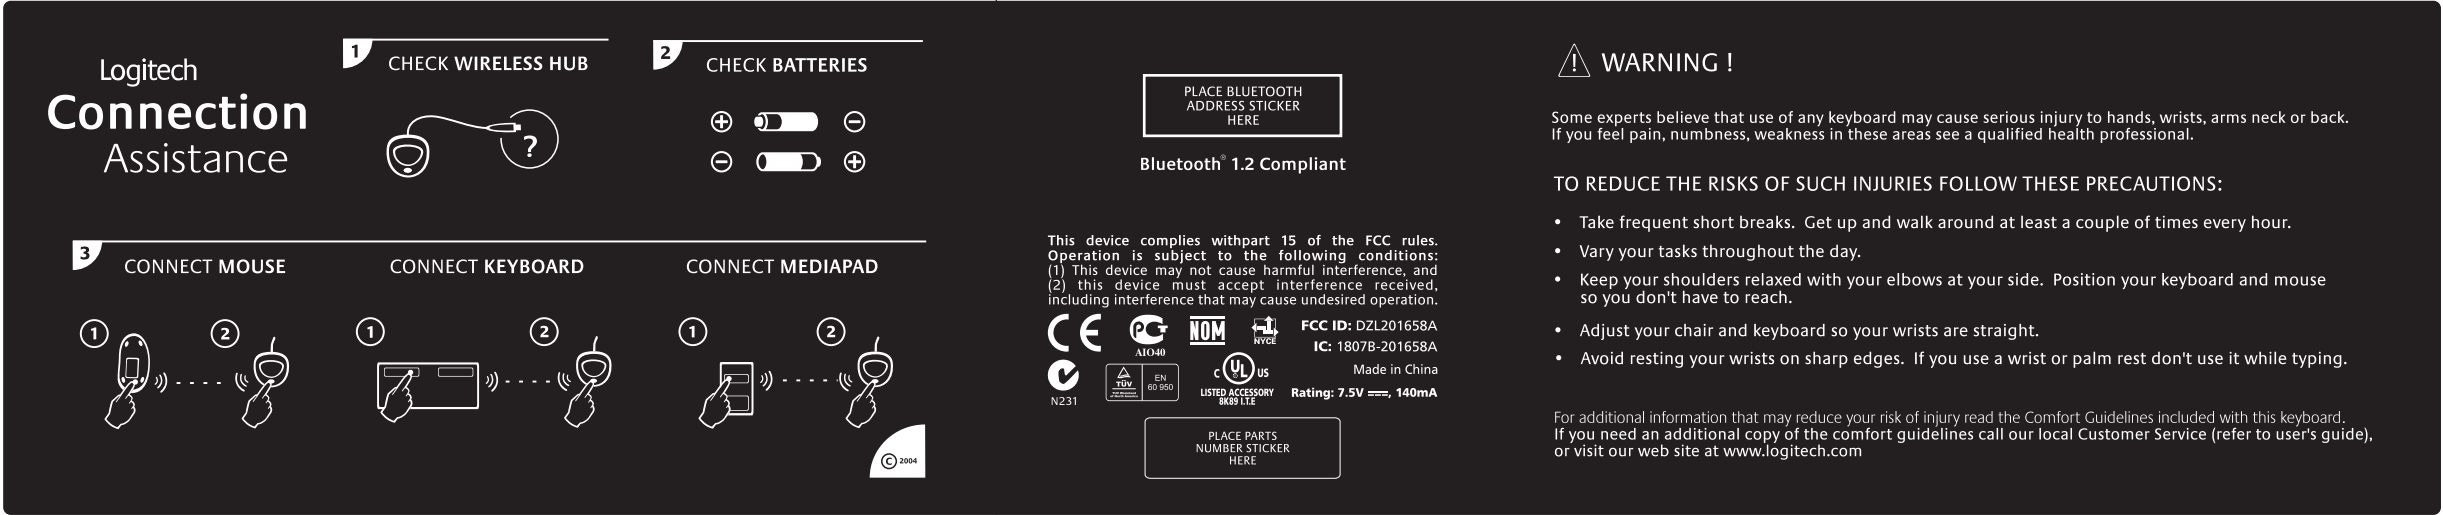 Logitech
Connection
Assistance
1
CHECK WIRELESS HUB
?
2
CHECK BATTERIES
3
CONNECT MOUSE
1
2
CONNECT KEYBOARD
1
2
CONNECT MEDIAPAD
1
2
© 2004
PLACE BLUETOOTH
ADDRESS STICKER
HERE
Bluetooth® 1.2 Compliant
This device complies withpart 15 of the FCC rules.
Operation is subject to the following conditions:
(1) This device may not cause harmful interference, and
(2) this device must accept interference received,
including interference that may cause undesired operation.
CE
AIO40
NOM
NYCE
FCC ID: DZL201658A
IC: 1807B-201658A
Made in China
Rating: 7.5V ⎓, 140mA
N231
TÜV
EN
60 950
C UL US
LISTED ACCESSORY
8K89 I.T.E
PLACE PARTS
NUMBER STICKER
HERE
WARNING !
Some experts believe that use of any keyboard may cause serious injury to hands, wrists, arms neck or back.
If you feel pain, numbness, weakness in these areas see a qualified health professional.
TO REDUCE THE RISKS OF SUCH INJURIES FOLLOW THESE PRECAUTIONS:
• Take frequent short breaks. Get up and walk around at least a couple of times every hour.
• Vary your tasks throughout the day.
• Keep your shoulders relaxed with your elbows at your side. Position your keyboard and mouse
so you don't have to reach.
• Adjust your chair and keyboard so your wrists are straight.
• Avoid resting your wrists on sharp edges. If you use a wrist or palm rest don't use it while typing.
For additional information that may reduce your risk of injury read the Comfort Guidelines included with this keyboard.
If you need an additional copy of the comfort guidelines call our local Customer Service (refer to user's guide),
or visit our web site at www.logitech.com